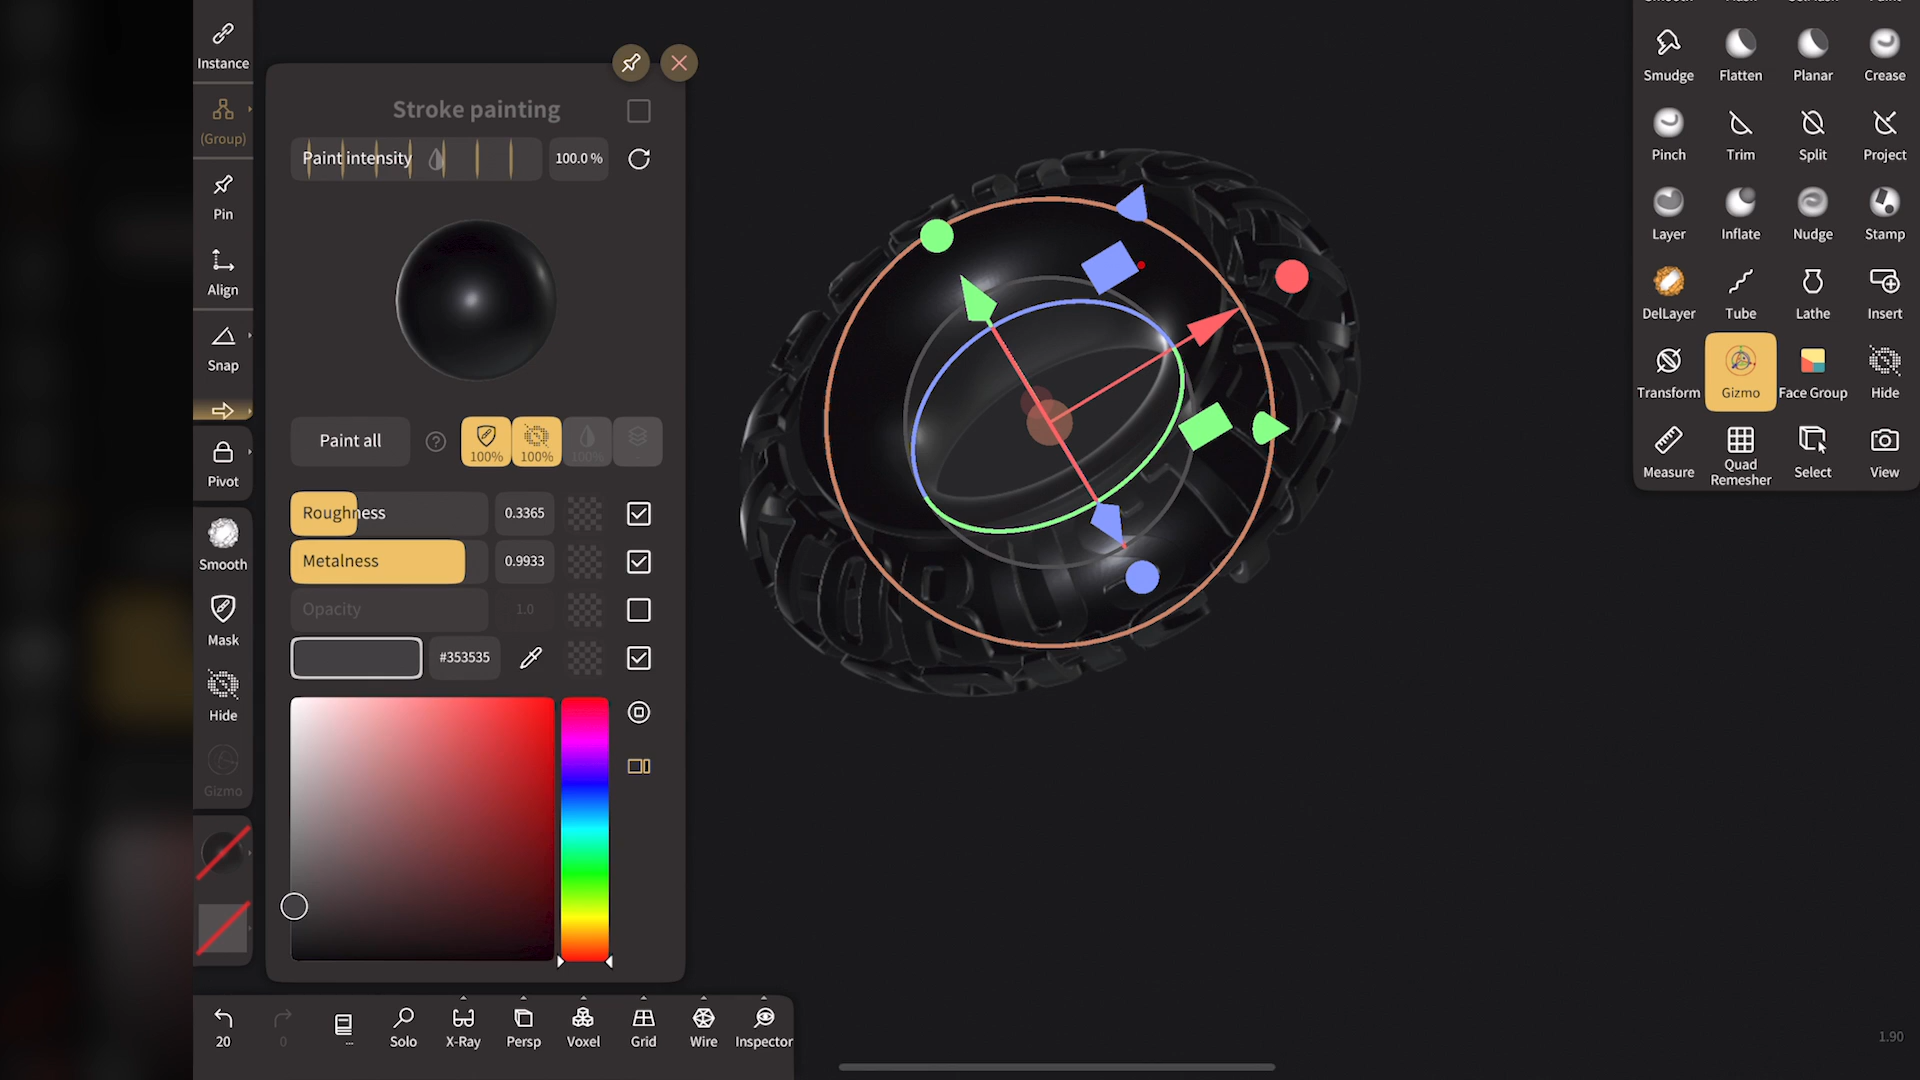 Instance
(Group)
Pin
Align
Snap
Pivot
Smooth
Mask
Hide
Gizmo
Stroke painting
Paint intensity
100.0 %
Paint all
?
100%
100%
100%
Roughness
0.3365
Metalness
0.9933
Opacity
1.0
#353535
20
0
...
Solo
X-Ray
Persp
Voxel
Grid
Wire
Inspector
Smudge
Flatten
Planar
Crease
Pinch
Trim
Split
Project
Layer
Inflate
Nudge
Stamp
DelLayer
Tube
Lathe
Insert
Transform
Gizmo
Face Group
Hide
Measure
Quad
Remesher
Select
View
1.90